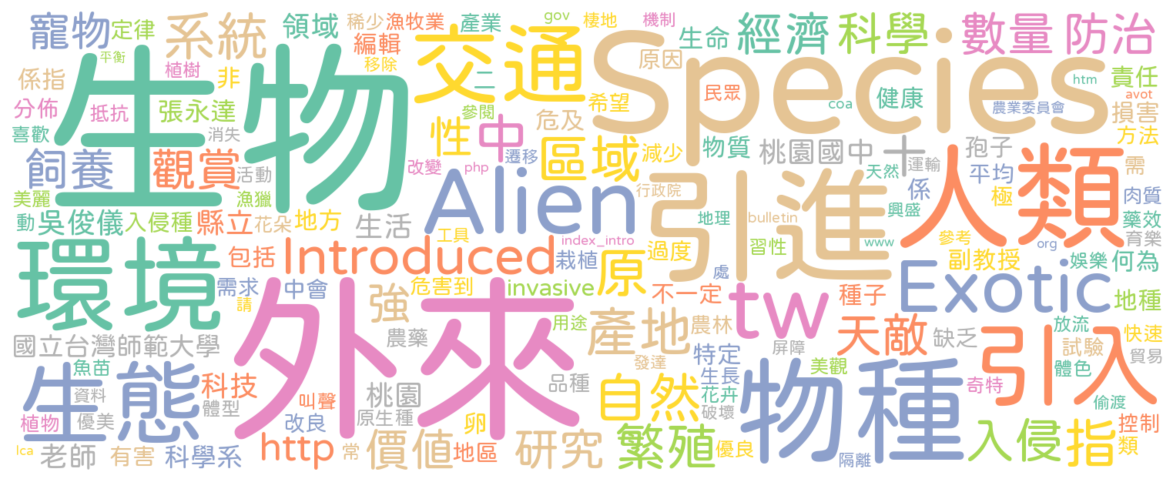 寵物 定律 系統 領域 稀少 漁牧業 產業 gov 棲地 機制
平衡 編輯 移除 交通 二 Species 生命 經濟 科學 數量 防治
係指 植樹 非 生物 原因 責任
分佈 抵抗 張永達 參閱 希望 民眾 coa 健康 htm avot 損害
喜歡 消失 性 中 危及 區域 減少 物質 桃園國中 十 農業委員會 孢子 方法
飼養 觀賞 活動 改變 遷移 php 天然 運輸 平均 需
美麗 漁獵 Alien 行政院 引進 係 極 人類 肉質
動 吳俊儀 入侵種 縣立 花朵 地方 生活 地理 bulletin 興盛 藥效
環境 包括 Introduced 工具 index_intro 栽植 原 過度 習性 www 參考 org 育樂
副教授 娛樂 何為
需求 中會 強 危害到 invasive 不一定 處 tw 種子 Exotic 地種
請 外來 農藥 用途 產地 農林 屏障 天敵 缺乏 引入 放流 快速
國立台灣師範大學 發達 特定 試驗 貿易
魚苗 生態 科技 桃園 品種 自然 生長 美觀 物種 體色
資料 叫聲 花卉 奇特 偷渡
植物 優美 體型 改良 原生種 卵 破壞 控制
lca 老師 有害 科學系 http 常 價值 地區 研究 繁殖 優良 隔離 入侵 指 類